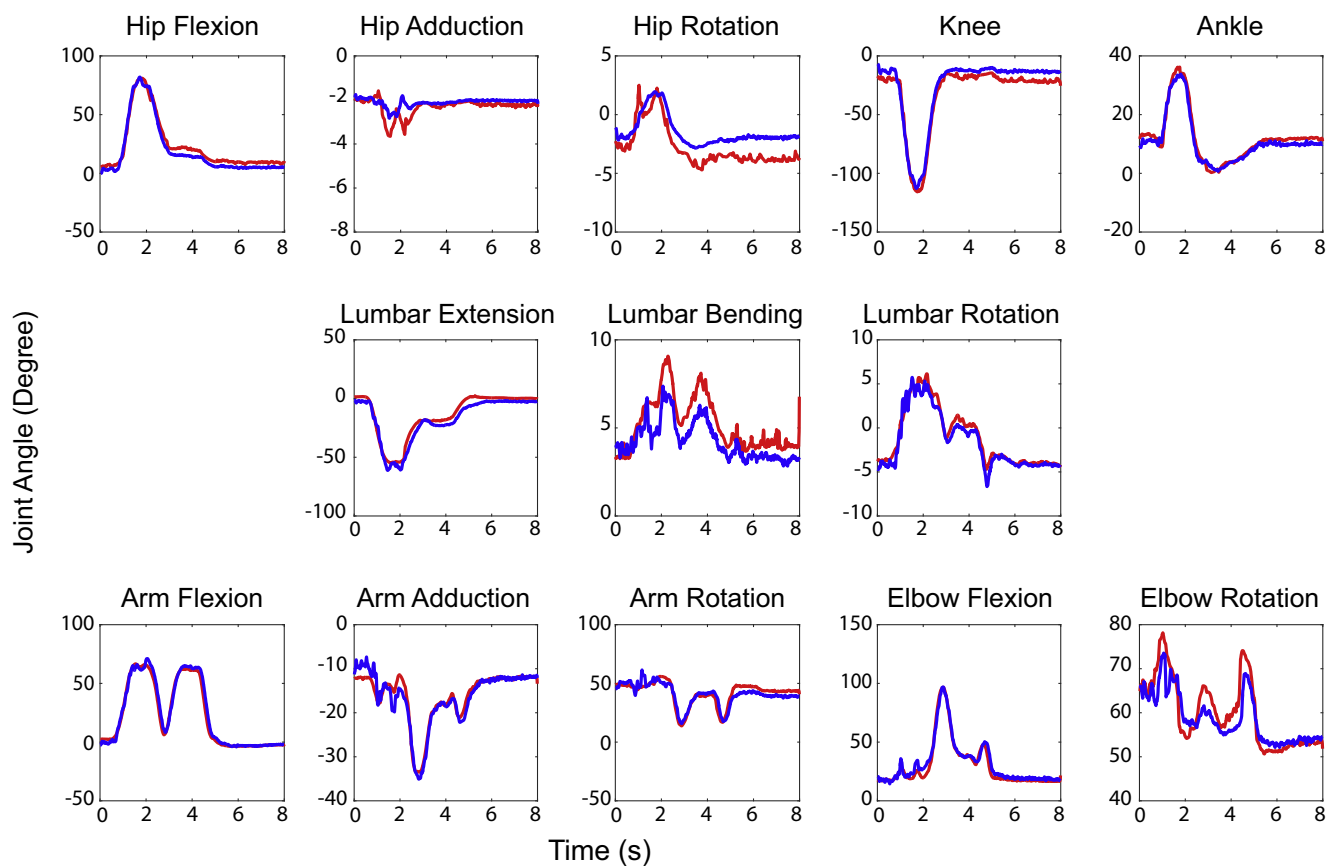 Hip Flexion Hip Adduction Hip Rotation Knee Ankle
100 0 5 0 40
50 -2 0 -50 20
-4
0 -5 -100 0
-6
-50 -8 -10 -150 -20
0 2 4 6 8 0 2 4 6 8 0 2 4 6 8 0 2 4 6 8 0 2 4 6 8
Joint Angle (Degree)
Lumbar Extension Lumbar Bending Lumbar Rotation
50 10 10
0 5
5 0
-50 -5
-100 0 -10
0 2 4 6 8 0 2 4 6 8 0 2 4 6 8
Arm Flexion Arm Adduction Arm Rotation Elbow Flexion Elbow Rotation
100 0 100 150 80
50 -10 50 100 70
-20 60
0 -30 0 50 50
-50 -40 -50 0 40
0 2 4 6 8 0 2 4 6 8 0 2 4 6 8 0 2 4 6 8 0 2 4 6 8
Time (s)